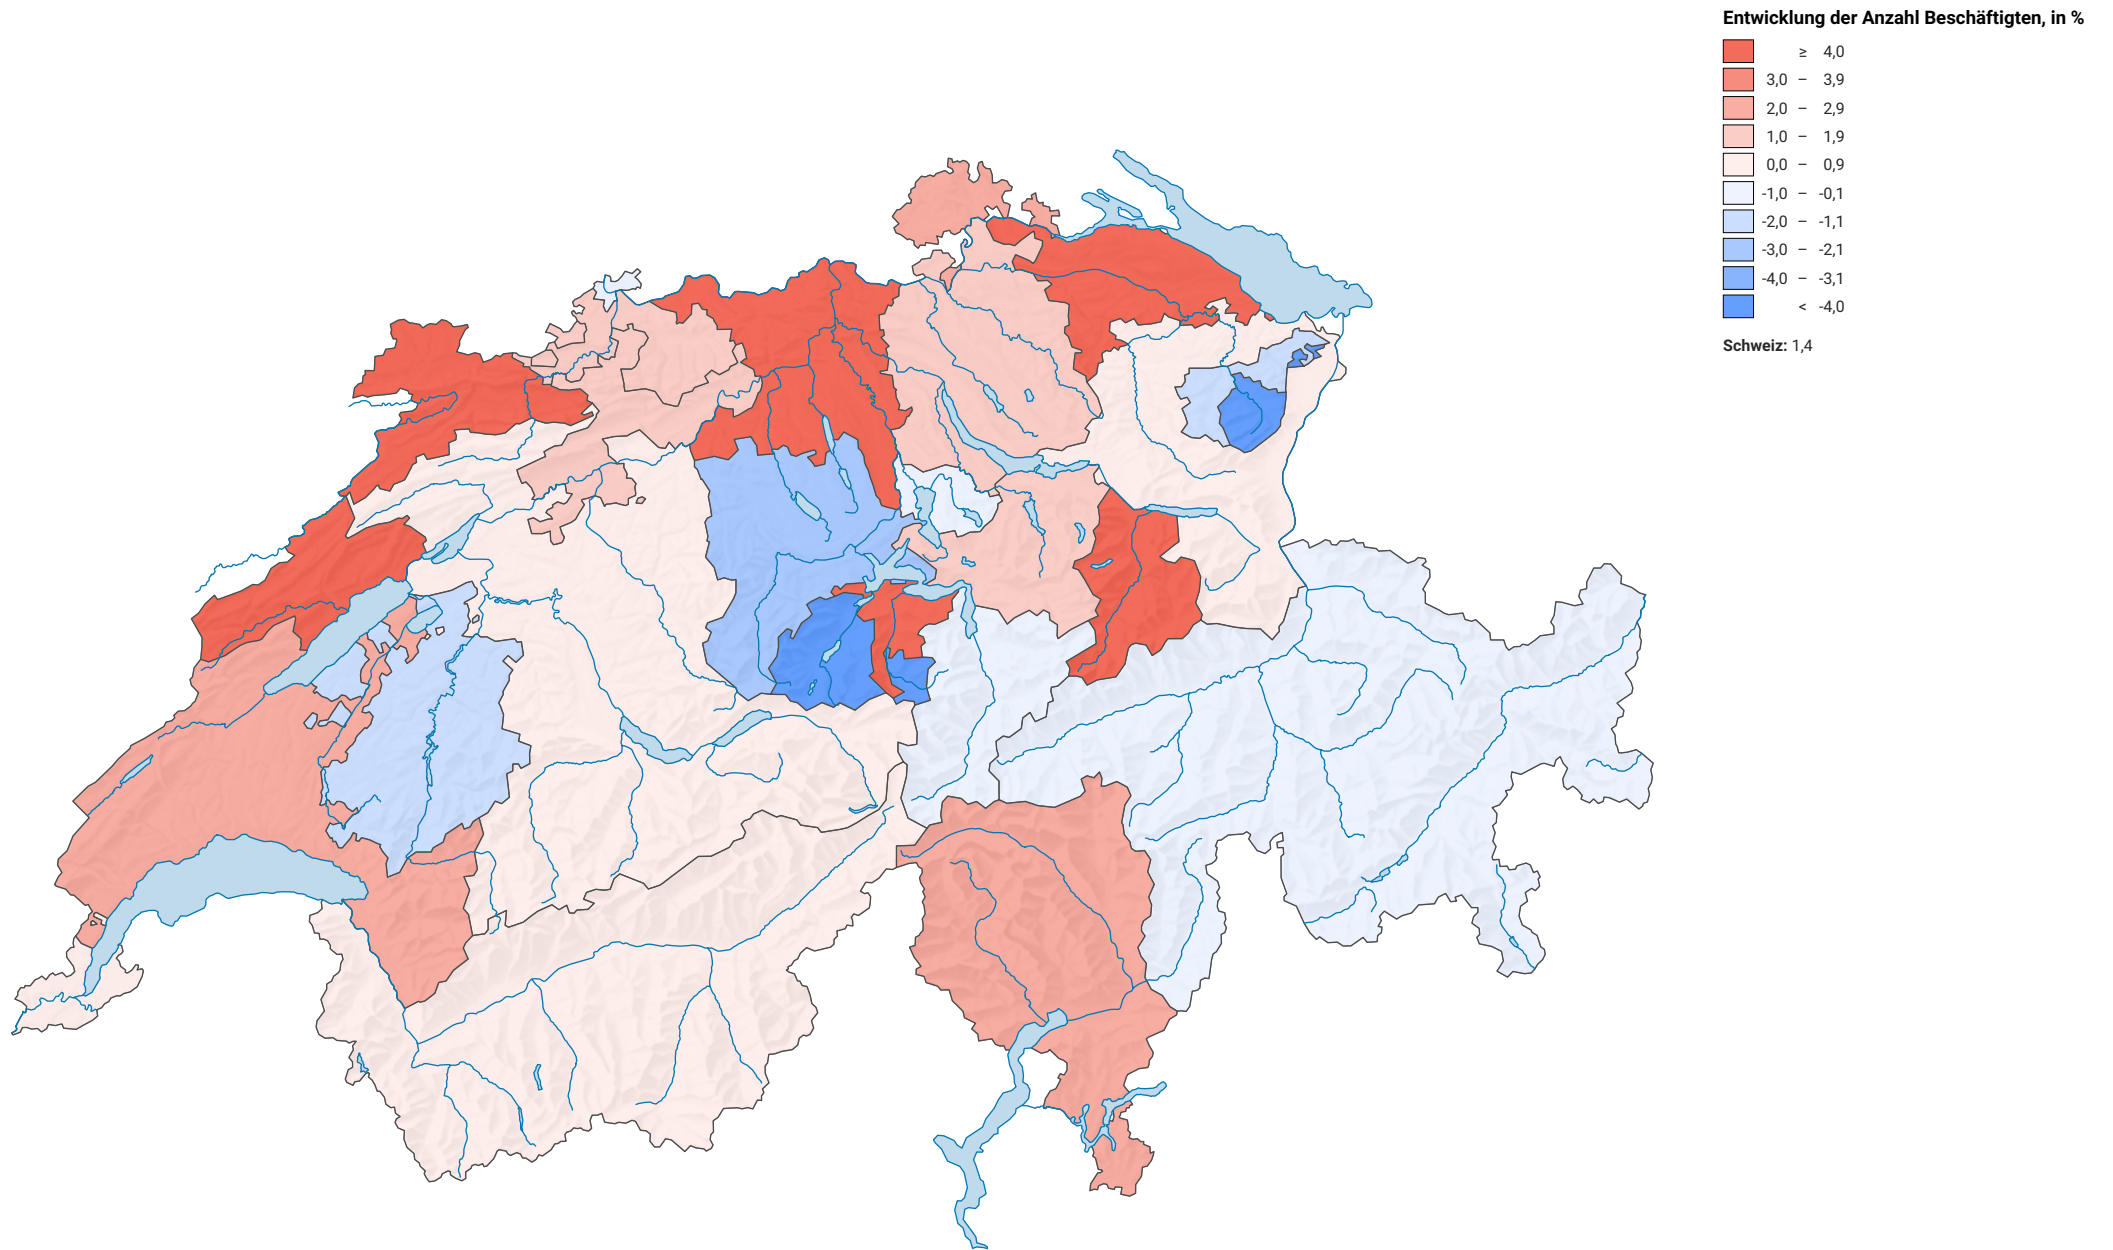 Entwicklung der Anzahl Beschäftigten, in %
≥ 4,0
3,0 – 3,9
2,0 – 2,9
1,0 – 1,9
0,0 – 0,9
-1,0 – -0,1
-2,0 – -1,1
-3,0 – -2,1
-4,0 – -3,1
< -4,0
Schweiz: 1,4